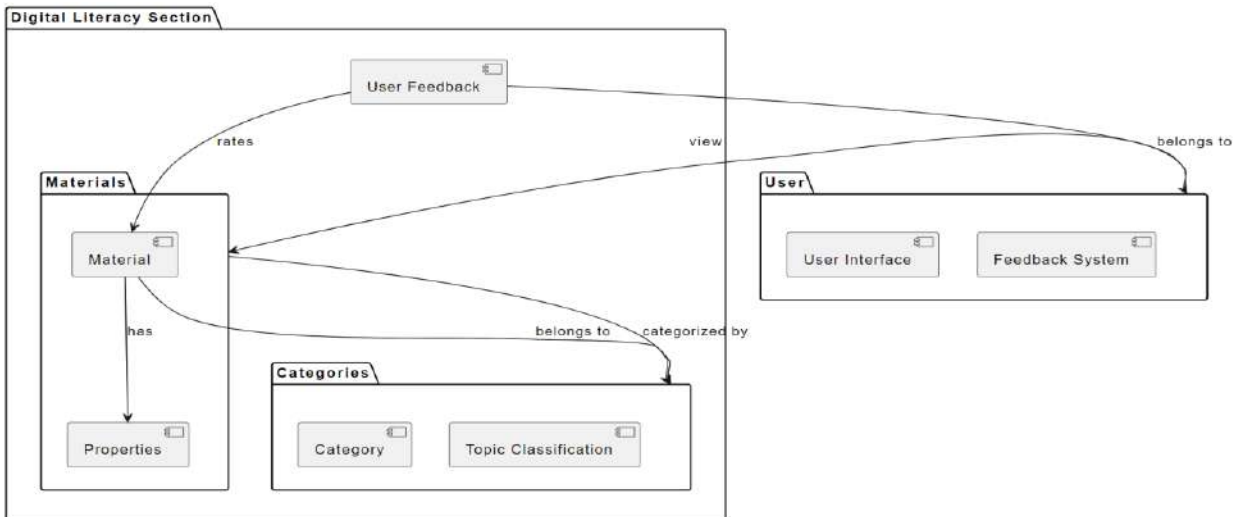 Digital Literacy Section
User Feedback
rates
view
belongs to
Materials
User
Material
User Interface
Feedback System
has
belongs to
categorized by
Categories
Properties
Category
Topic Classification